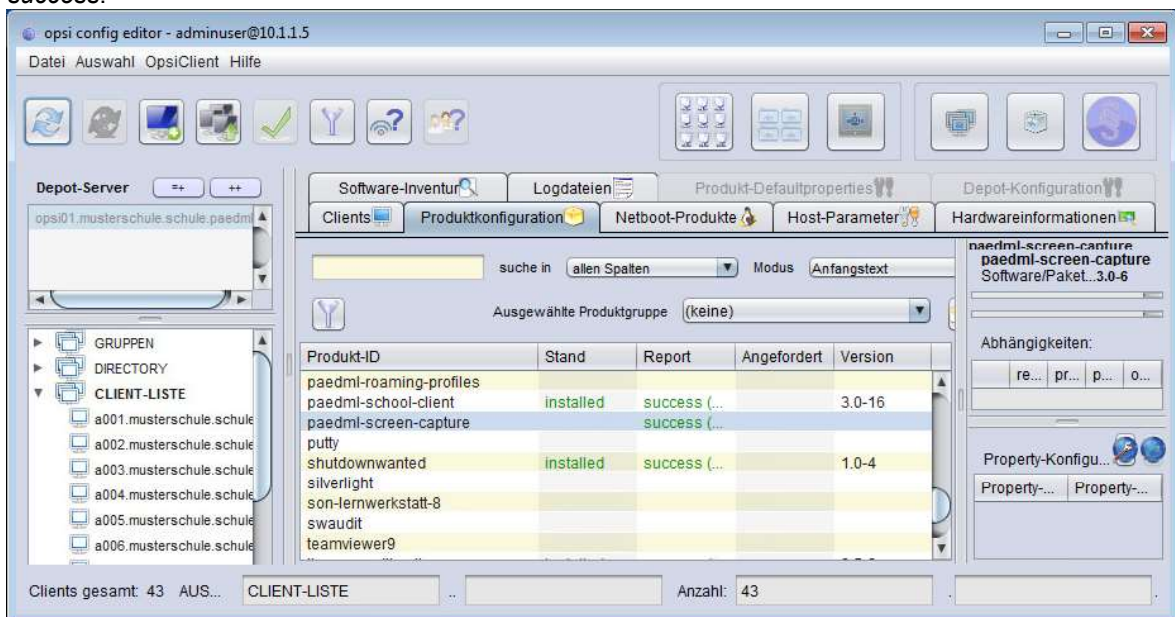 success.
opsi config editor - adminuser@10.1.1.5
Datei Auswahl OpsiClient Hilfe
Depot-Server =+ ++
opsi01.musterschule.schule.paedml
Software-Inventur Logdateien Produkt-Defaultproperties Depot-Konfiguration
Clients Produktkonfiguration Netboot-Produkte Host-Parameter Hardwareinformationen
suche in allen Spalten Modus Anfangstext
Ausgewählte Produktgruppe (keine)
Produkt-ID Stand Report Angefordert Version
paedml-roaming-profiles
paedml-school-client installed success (... 3.0-16
paedml-screen-capture success (...
putty
shutdownwanted installed success (... 1.0-4
silverlight
son-lernwerkstatt-8
swaudit
teamviewer9
GRUPPEN
DIRECTORY
CLIENT-LISTE
a001.musterschule.schule
a002.musterschule.schule
a003.musterschule.schule
a004.musterschule.schule
a005.musterschule.schule
a006.musterschule.schule
paedml-screen-capture
paedml-screen-capture
Software/Paket...3.0-6
Abhängigkeiten:
re... pr... p... o...
Property-Konfigu...
Property-... Property-...
Clients gesamt: 43 AUS... CLIENT-LISTE .. Anzahl: 43 . .